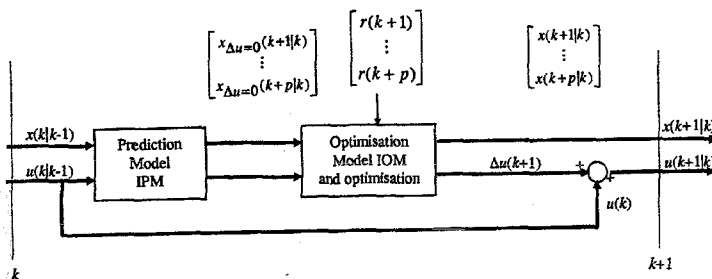 x_{Δu=0}(k+1|k)
⋮
x_{Δu=0}(k+p|k)
r(k+1)
⋮
r(k+p)
x(k+1|k)
⋮
x(k+p|k)
x(k|k-1)
u(k|k-1)
Prediction
Model
IPM
Optimisation
Model IOM
and optimisation
Δu(k+1)
+
+
u(k)
x(k+1|k)
u(k+1|k)
k
k+1